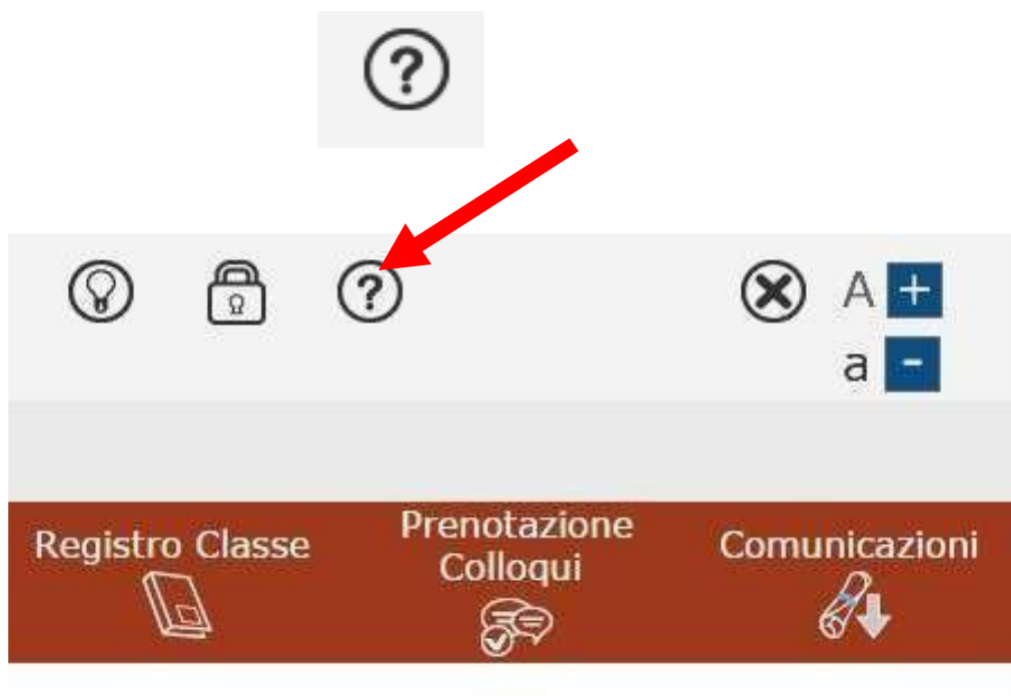 ?
?
A +
a -
Registro Classe
Prenotazione
Colloqui
Comunicazioni